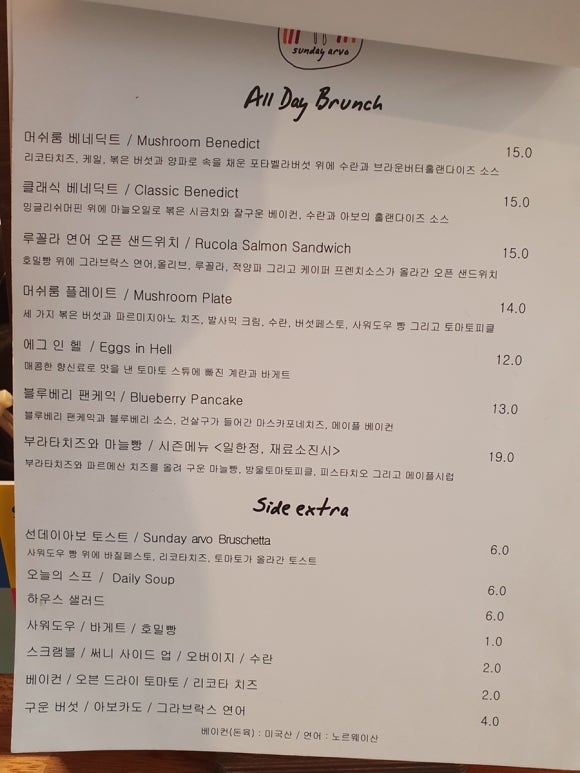 sunday arvo
All Day Brunch
머쉬룸 베네딕트 / Mushroom Benedict 15.0
리코타치즈, 케일, 볶은 버섯과 양파로 속을 채운 포타벨라버섯 위에 수란과 브라운버터홀랜다이즈 소스
클래식 베네딕트 / Classic Benedict 15.0
잉글리쉬머핀 위에 마늘오일로 볶은 시금치와 잘구운 베이컨, 수란과 아보의 홀랜다이즈 소스
루꼴라 연어 오픈 샌드위치 / Rucola Salmon Sandwich 15.0
호밀빵 위에 그라브락스 연어,올리브, 루꼴라, 적양파 그리고 케이퍼 프렌치소스가 올라간 오픈 샌드위치
머쉬룸 플레이트 / Mushroom Plate 14.0
세 가지 볶은 버섯과 파르미지아노 치즈, 발사믹 크림, 수란, 버섯페스토, 사워도우 빵 그리고 토마토피클
에그 인 헬 / Eggs in Hell 12.0
매콤한 향신료로 맛을 낸 토마토 스튜에 빠진 계란과 바게트
블루베리 팬케익 / Blueberry Pancake 13.0
블루베리 팬케익과 블루베리 소스, 건살구가 들어간 마스카포네치즈, 메이플 베이컨
부라타치즈와 마늘빵 / 시즌메뉴 <일한정, 재료소진시> 19.0
부라타치즈와 파르메산 치즈를 올려 구운 마늘빵, 방울토마토피클, 피스타치오 그리고 메이플시럽
Side extra
선데이아보 토스트 / Sunday arvo Bruschetta 6.0
사워도우 빵 위에 바질페스토, 리코타치즈, 토마토가 올라간 토스트
오늘의 스프 / Daily Soup 6.0
하우스 샐러드 6.0
사워도우 / 바게트 / 호밀빵 1.0
스크램블 / 써니 사이드 업 / 오버이지 / 수란 2.0
베이컨 / 오븐 드라이 토마토 / 리코타 치즈 2.0
구운 버섯 / 아보카도 / 그라브락스 연어 4.0
베이컨(돈육) : 미국산 / 연어 : 노르웨이산